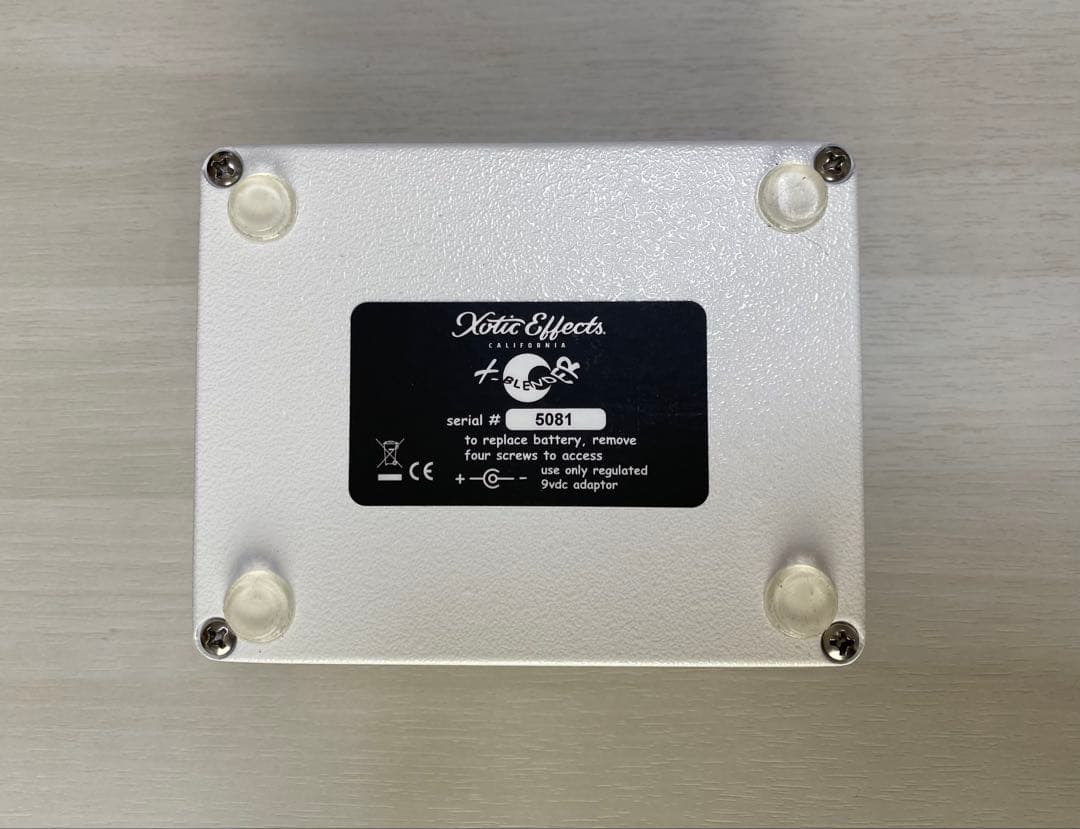 Xotic Effects.
CALIFORNIA
+- BLENDER
serial # 5081
to replace battery, remove
four screws to access
CE
+ - use only regulated
9vdc adaptor